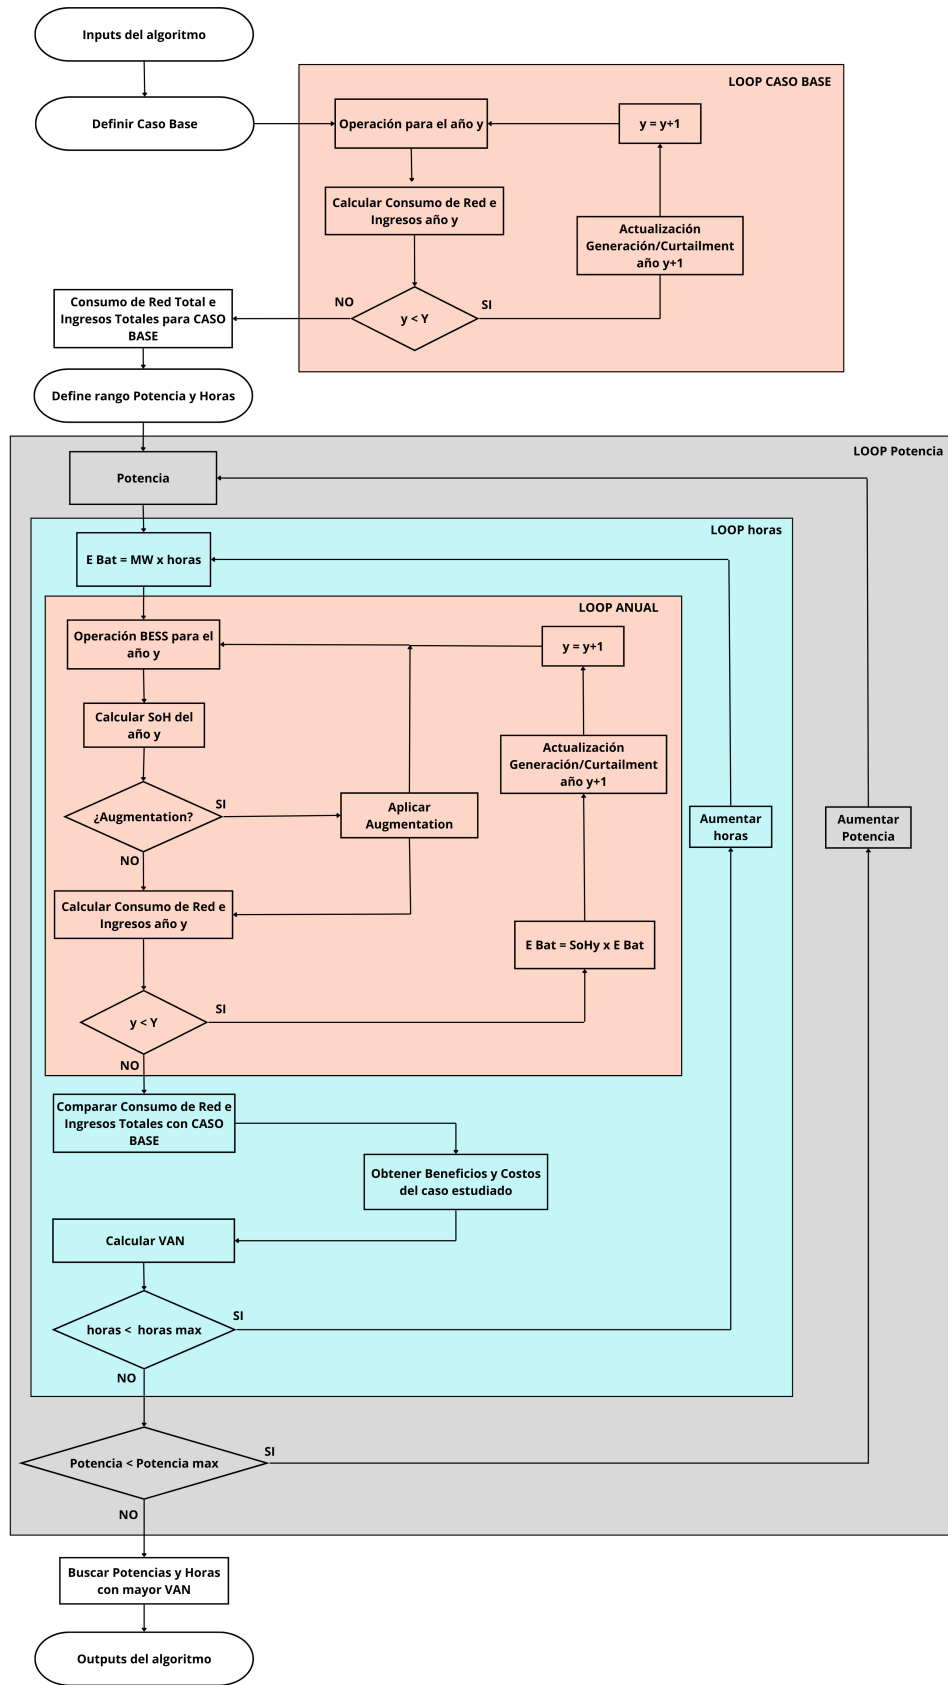 Inputs del algoritmo
Definir Caso Base
LOOP CASO BASE
Operación para el año y
y = y+1
Calcular Consumo de Red e
Ingresos año y
Actualización
Generación/Curtailment
año y+1
y < Y
NO
SI
Consumo de Red Total e
Ingresos Totales para CASO
BASE
Define rango Potencia y Horas
LOOP Potencia
Potencia
LOOP horas
E Bat = MW x horas
LOOP ANUAL
Operación BESS para el
año y
y = y+1
Calcular SoH del
año y
Actualización
Generación/Curtailment
año y+1
¿Augmentation?
SI
NO
Aplicar
Augmentation
Aumentar
horas
Aumentar
Potencia
Calcular Consumo de Red e
Ingresos año y
E Bat = SoHy x E Bat
y < Y
SI
NO
Comparar Consumo de Red e
Ingresos Totales con CASO
BASE
Obtener Beneficios y Costos
del caso estudiado
Calcular VAN
horas <  horas max
SI
NO
Potencia < Potencia max
SI
NO
Buscar Potencias y Horas
con mayor VAN
Outputs del algoritmo